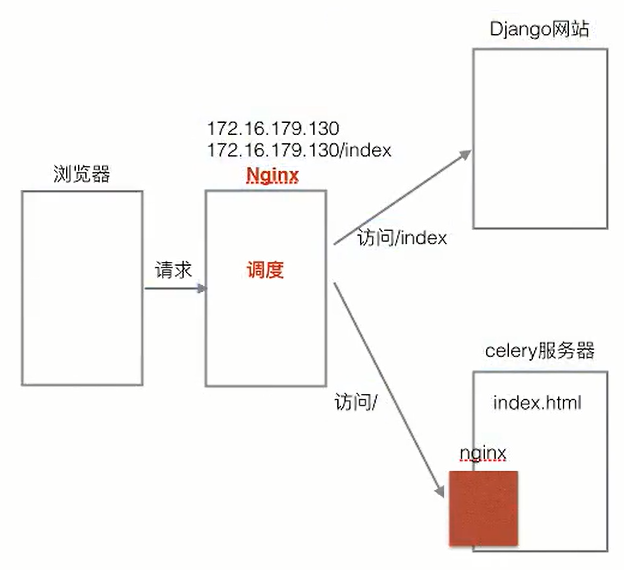 Django网站
172.16.179.130
172.16.179.130/index
浏览器
Nginx
访问/index
请求
调度
celery服务器
访问/
index.html
nginx